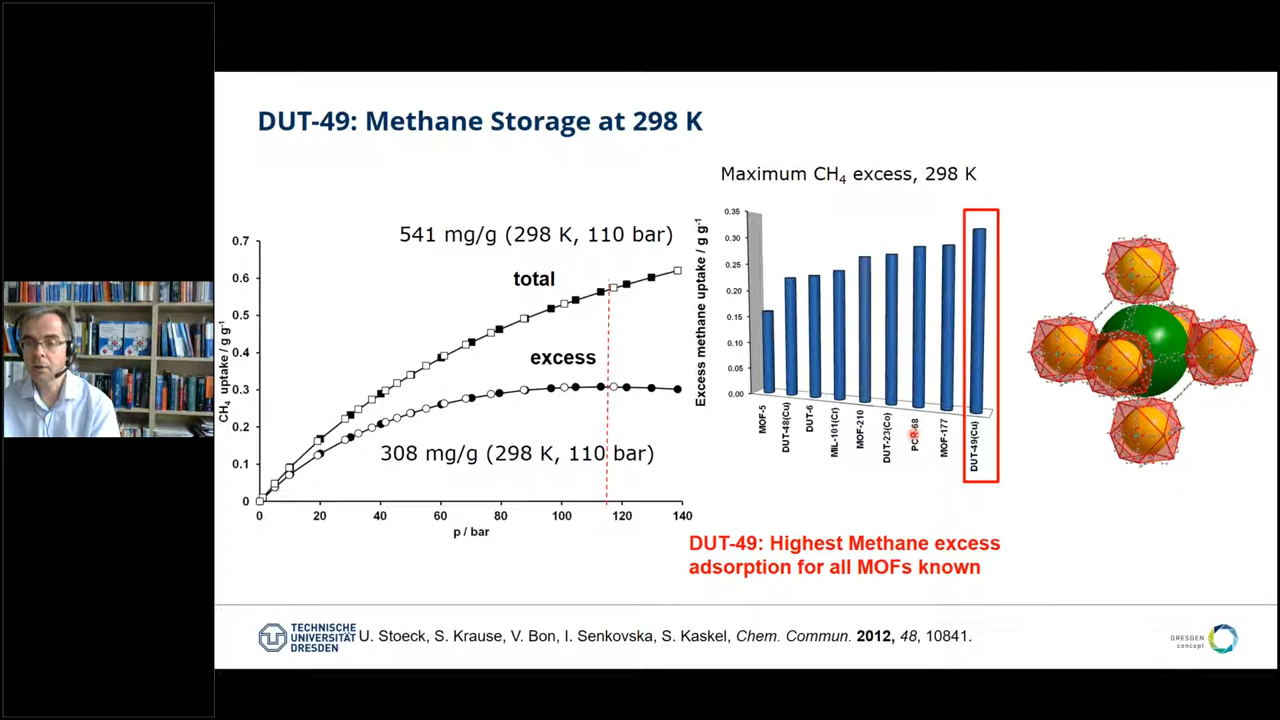 DUT-49: Methane Storage at 298 K
541 mg/g (298 K, 110 bar)
total
excess
308 mg/g (298 K, 110 bar)
CH4 uptake / g g-1
0.7
0.6
0.5
0.4
0.3
0.2
0.1
0
0
20
40
60
80
100
120
140
p / bar
Maximum CH4 excess, 298 K
Excess methane uptake / g g-1
0.35
0.30
0.25
0.20
0.15
0.10
0.05
0.00
MOF-5
DUT-48(Cu)
DUT-6
MIL-101(Cr)
MOF-210
DUT-23(Co)
MOF-177
DUT-49(Cu)
DUT-49: Highest Methane excess
adsorption for all MOFs known
TECHNISCHE
UNIVERSITÄT
DRESDEN
U. Stoeck, S. Krause, V. Bon, I. Senkovska, S. Kaskel, Chem. Commun. 2012, 48, 10841.
DRESDEN
concept